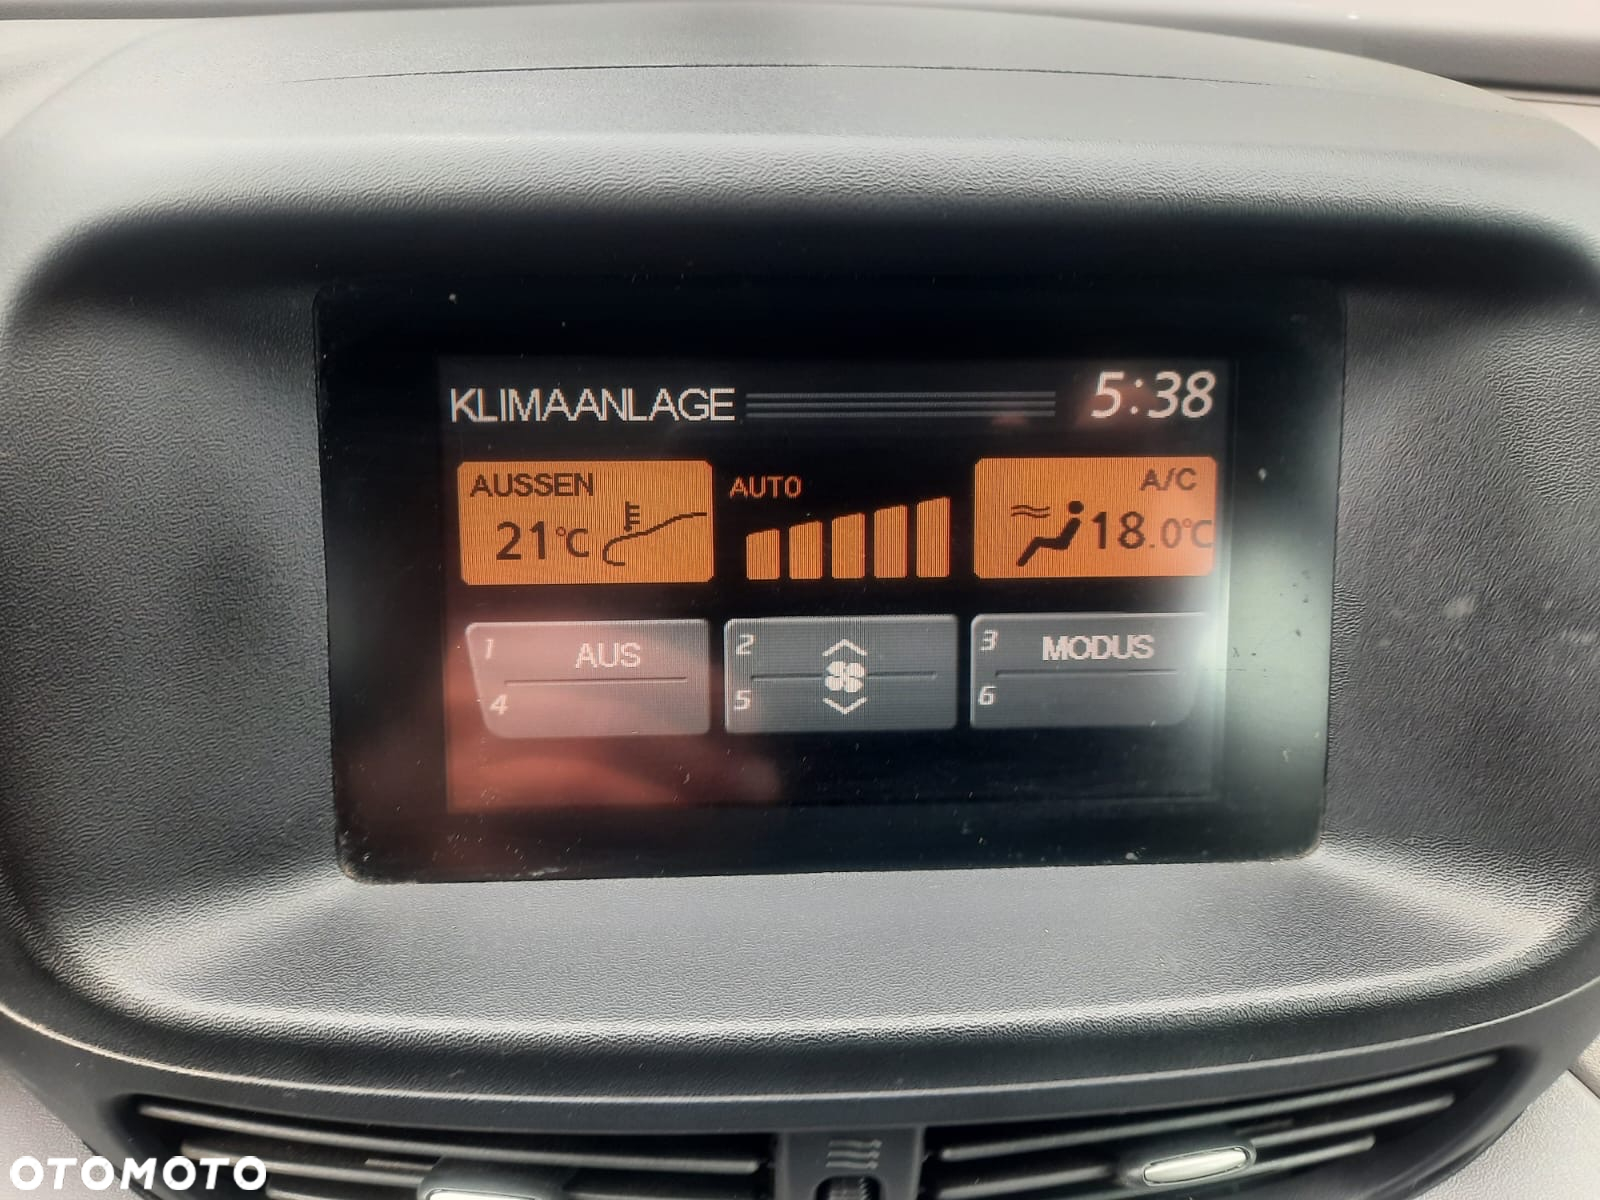 KLIMAANLAGE 5:38
AUSSEN AUTO A/C
21°C 18.0°C
1 AUS 2 3 MODUS
4 5 6
OTOMOTO